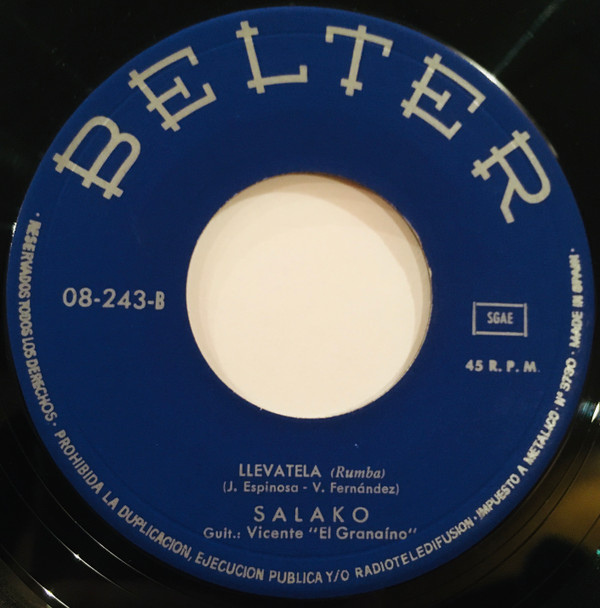 BELTER
08-243-B
SGAE
45 R. P. M.
LLEVATELA (Rumba)
(J. Espinosa - V. Fernández)
SALAKO
Guit.: Vicente "El Granaíno"
· RESERVADOS TODOS LOS DERECHOS · PROHIBIDA LA DUPLICACION, EJECUCION PUBLICA Y/O RADIOTELEDIFUSION · IMPUESTO A METALICO · Nº 3780 · MADE IN SPAIN ·